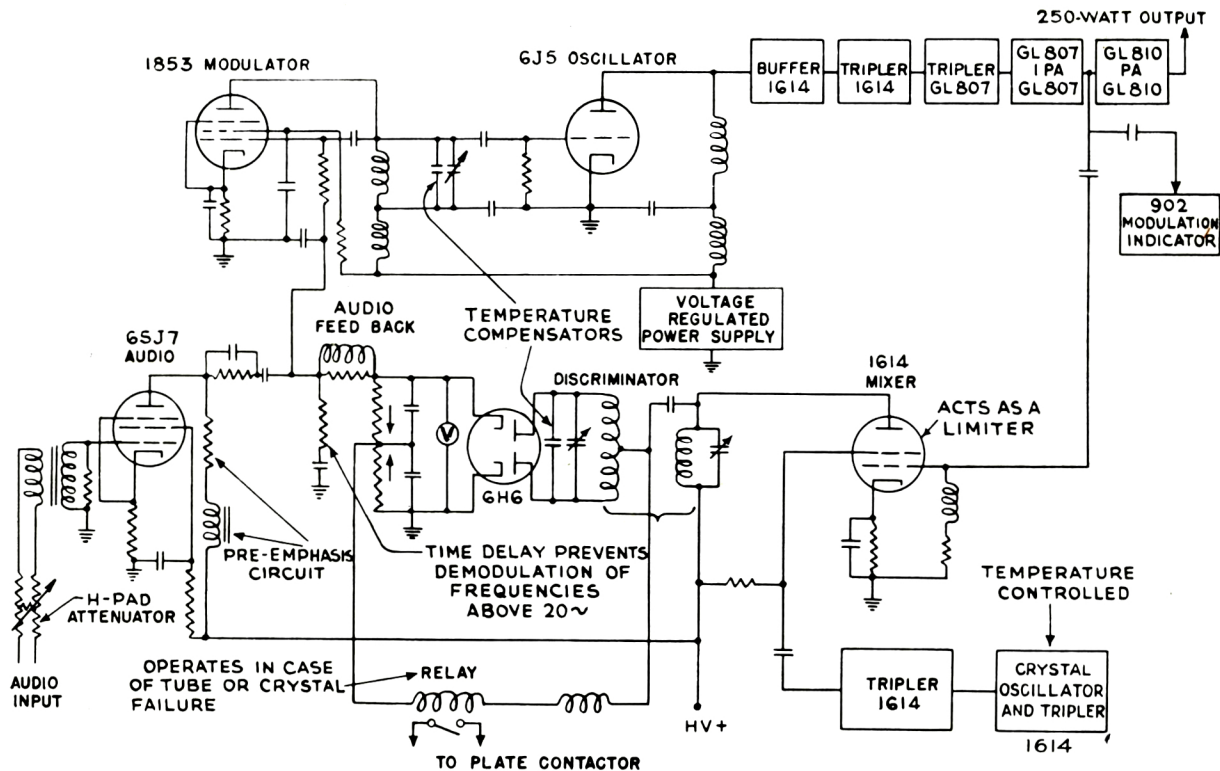 250-WATT OUTPUT
1853 MODULATOR
6J5 OSCILLATOR
BUFFER
1614
TRIPLER
1614
TRIPLER
GL807
GL807
IPA
GL807
GL810
PA
GL810
902
MODULATION
INDICATOR
VOLTAGE
REGULATED
POWER SUPPLY
TEMPERATURE
COMPENSATORS
AUDIO
FEED BACK
6SJ7
AUDIO
DISCRIMINATOR
1614
MIXER
ACTS AS A
LIMITER
V
6H6
PRE-EMPHASIS
CIRCUIT
TIME DELAY PREVENTS
DEMODULATION OF
FREQUENCIES
ABOVE 20~
H-PAD
ATTENUATOR
AUDIO
INPUT
OPERATES IN CASE
OF TUBE OR CRYSTAL
FAILURE
RELAY
TO PLATE CONTACTOR
HV+
TEMPERATURE
CONTROLLED
TRIPLER
1614
CRYSTAL
OSCILLATOR
AND TRIPLER
1614